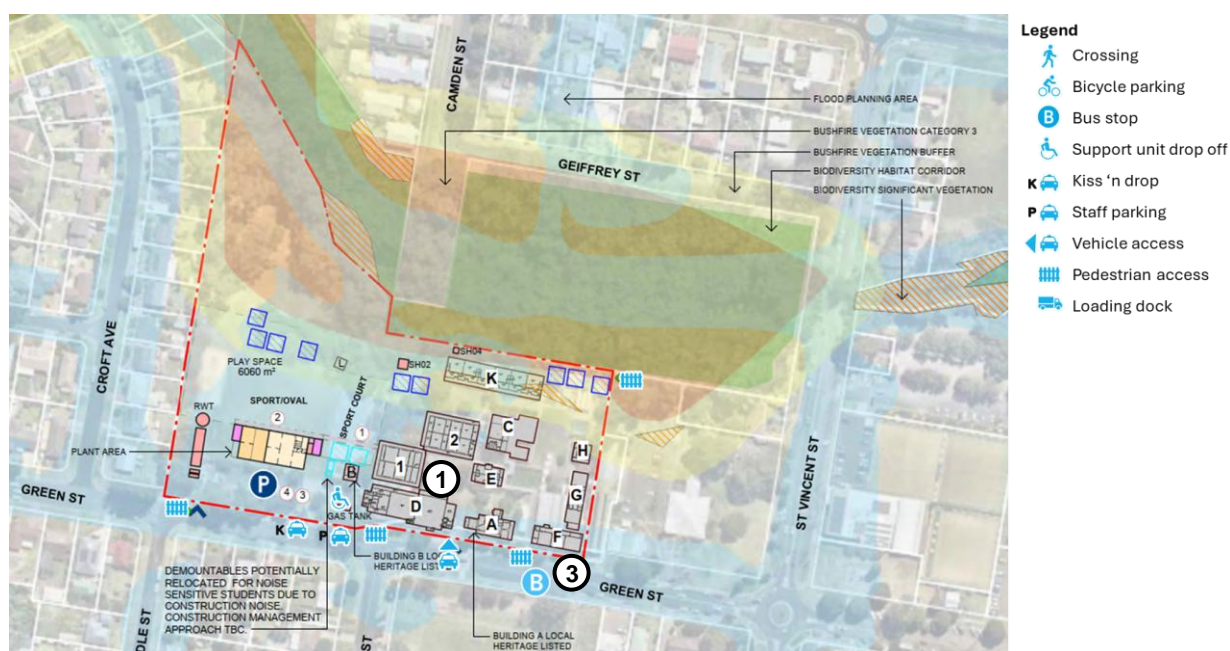 CAMDEN ST
FLOOD PLANNING AREA
BUSHFIRE VEGETATION CATEGORY 3
BUSHFIRE VEGETATION BUFFER
BIODIVERSITY HABITAT CORRIDOR
BIODIVERSITY SIGNIFICANT VEGETATION
GEIFFREY ST
Legend
Crossing
Bicycle parking
B Bus stop
Support unit drop off
K Kiss 'n drop
P Staff parking
Vehicle access
Pedestrian access
Loading dock
CROFT AVE
PLAY SPACE
6060 m²
L
SH02
SH04
K
SPORT/OVAL
2
SPORT COURT
1
RWT
PLANT AREA
2
C
H
1
1
E
G
B
P
4 3
GAS TANK
D
A
F
GREEN ST
K
P
BUILDING B LOC
HERITAGE LIST
B
3
GREEN ST
ST VINCENT ST
DEMOUNTABLES POTENTIALLY
RELOCATED FOR NOISE
SENSITIVE STUDENTS DUE TO
CONSTRUCTION NOISE,
CONSTRUCTION MANAGEMENT
APPROACH TBC.
BUILDING A LOCAL
HERITAGE LISTED
DLE ST
ST